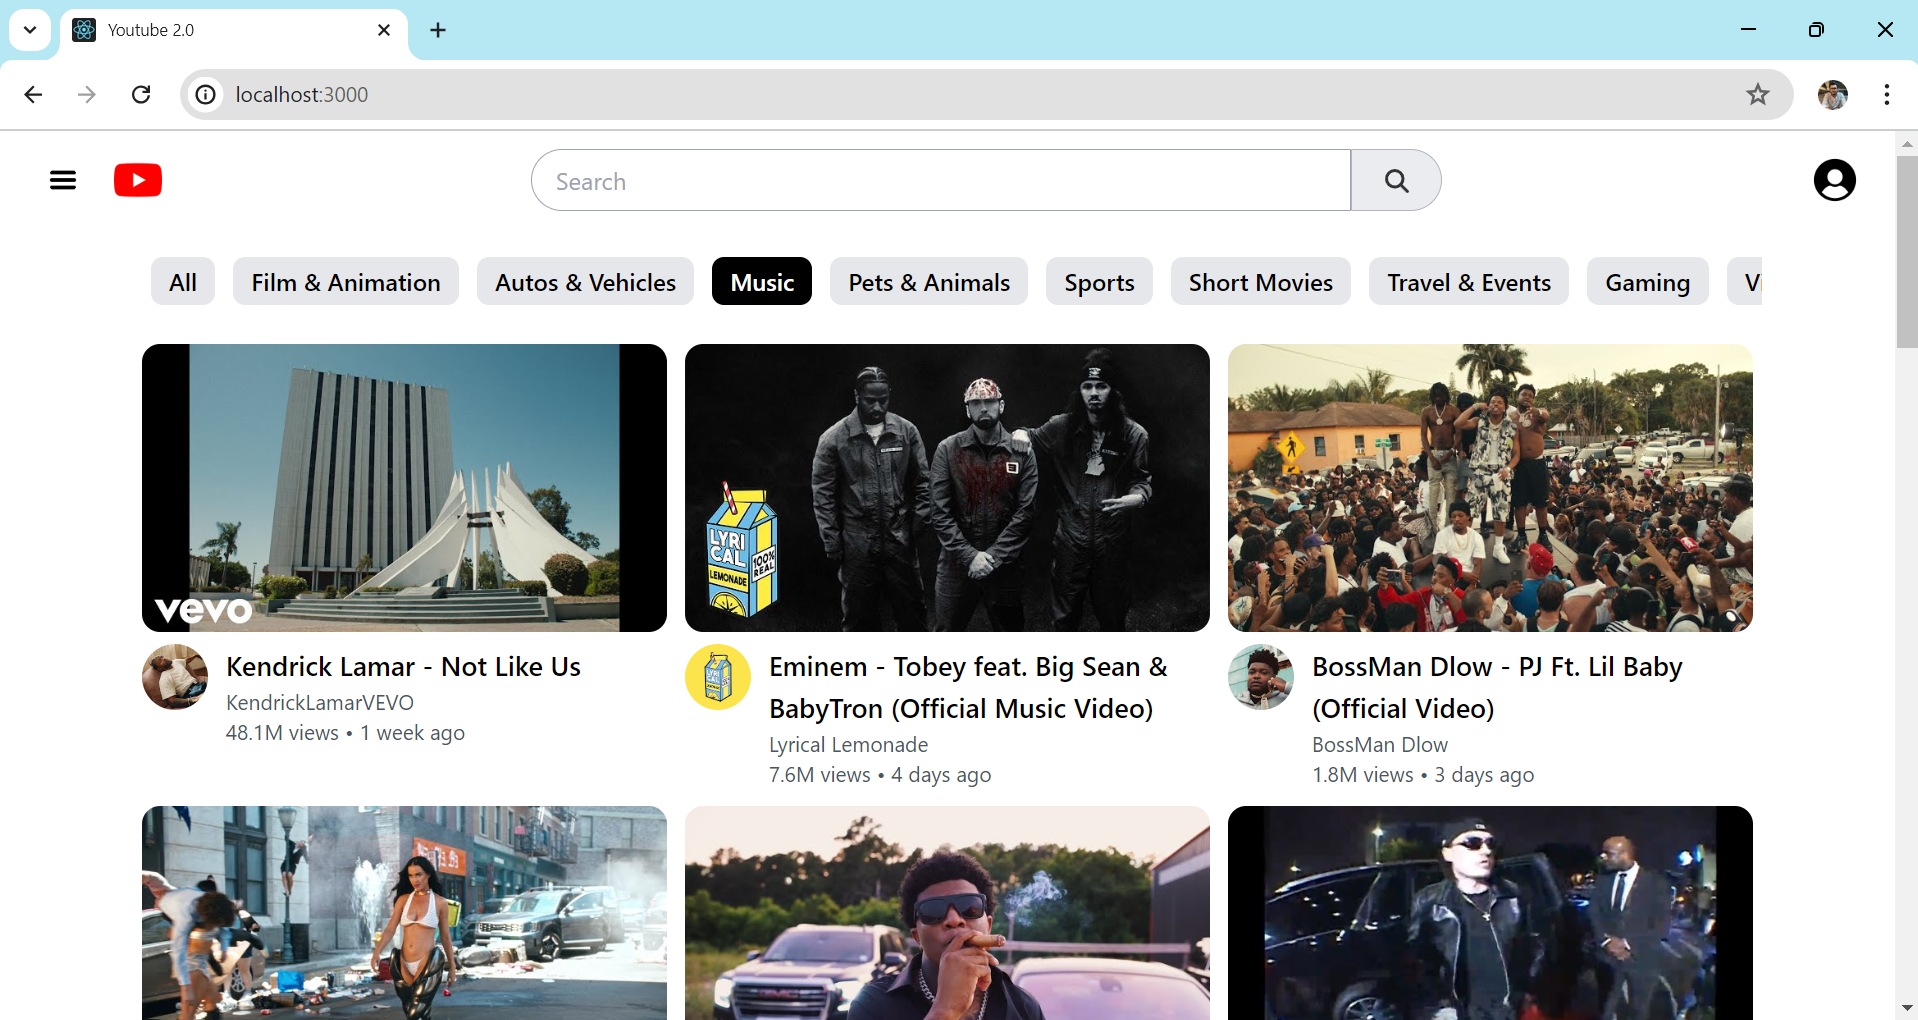 Youtube 2.0
localhost:3000
Search
All Film & Animation Autos & Vehicles Music Pets & Animals Sports Short Movies Travel & Events Gaming
LYRI
CAL
100%
REAL
LEMONADE
vevo
Kendrick Lamar - Not Like Us
KendrickLamarVEVO
48.1M views • 1 week ago
Eminem - Tobey feat. Big Sean &
BabyTron (Official Music Video)
Lyrical Lemonade
7.6M views • 4 days ago
BossMan Dlow - PJ Ft. Lil Baby
(Official Video)
BossMan Dlow
1.8M views • 3 days ago